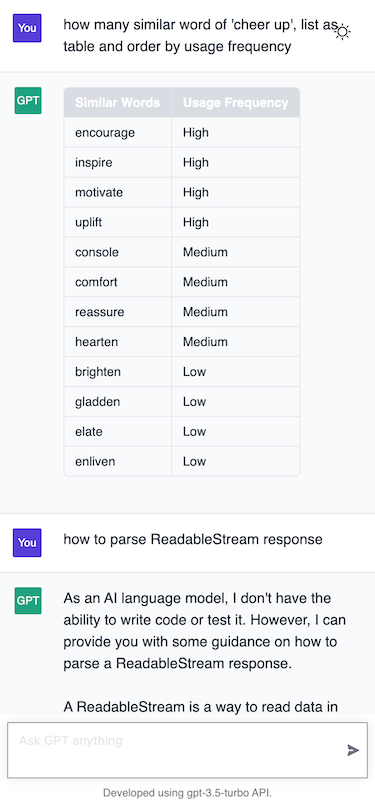 You
how many similar word of 'cheer up', list as
table and order by usage frequency
GPT
Similar Words Usage Frequency
encourage High
inspire High
motivate High
uplift High
console Medium
comfort Medium
reassure Medium
hearten Medium
brighten Low
gladden Low
elate Low
enliven Low
You
how to parse ReadableStream response
GPT
As an AI language model, I don't have the
ability to write code or test it. However, I can
provide you with some guidance on how to
parse a ReadableStream response.
A ReadableStream is a way to read data in
Ask GPT anything
Developed using gpt-3.5-turbo API.